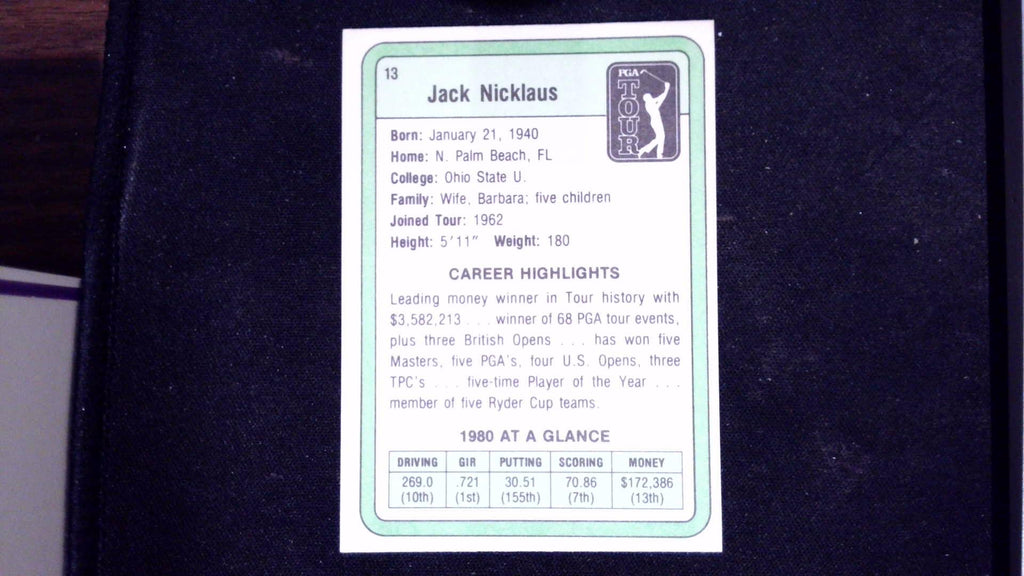 13
Jack Nicklaus
PGA
TOUR
Born: January 21, 1940
Home: N. Palm Beach, FL
College: Ohio State U.
Family: Wife, Barbara; five children
Joined Tour: 1962
Height: 5'11" Weight: 180
CAREER HIGHLIGHTS
Leading money winner in Tour history with
$3,582,213 . . . winner of 68 PGA tour events,
plus three British Opens . . . has won five
Masters, five PGA's, four U.S. Opens, three
TPC's . . . five-time Player of the Year . . .
member of five Ryder Cup teams.
1980 AT A GLANCE
DRIVING GIR PUTTING SCORING MONEY
269.0 .721 30.51 70.86 $172,386
(10th) (1st) (155th) (7th) (13th)